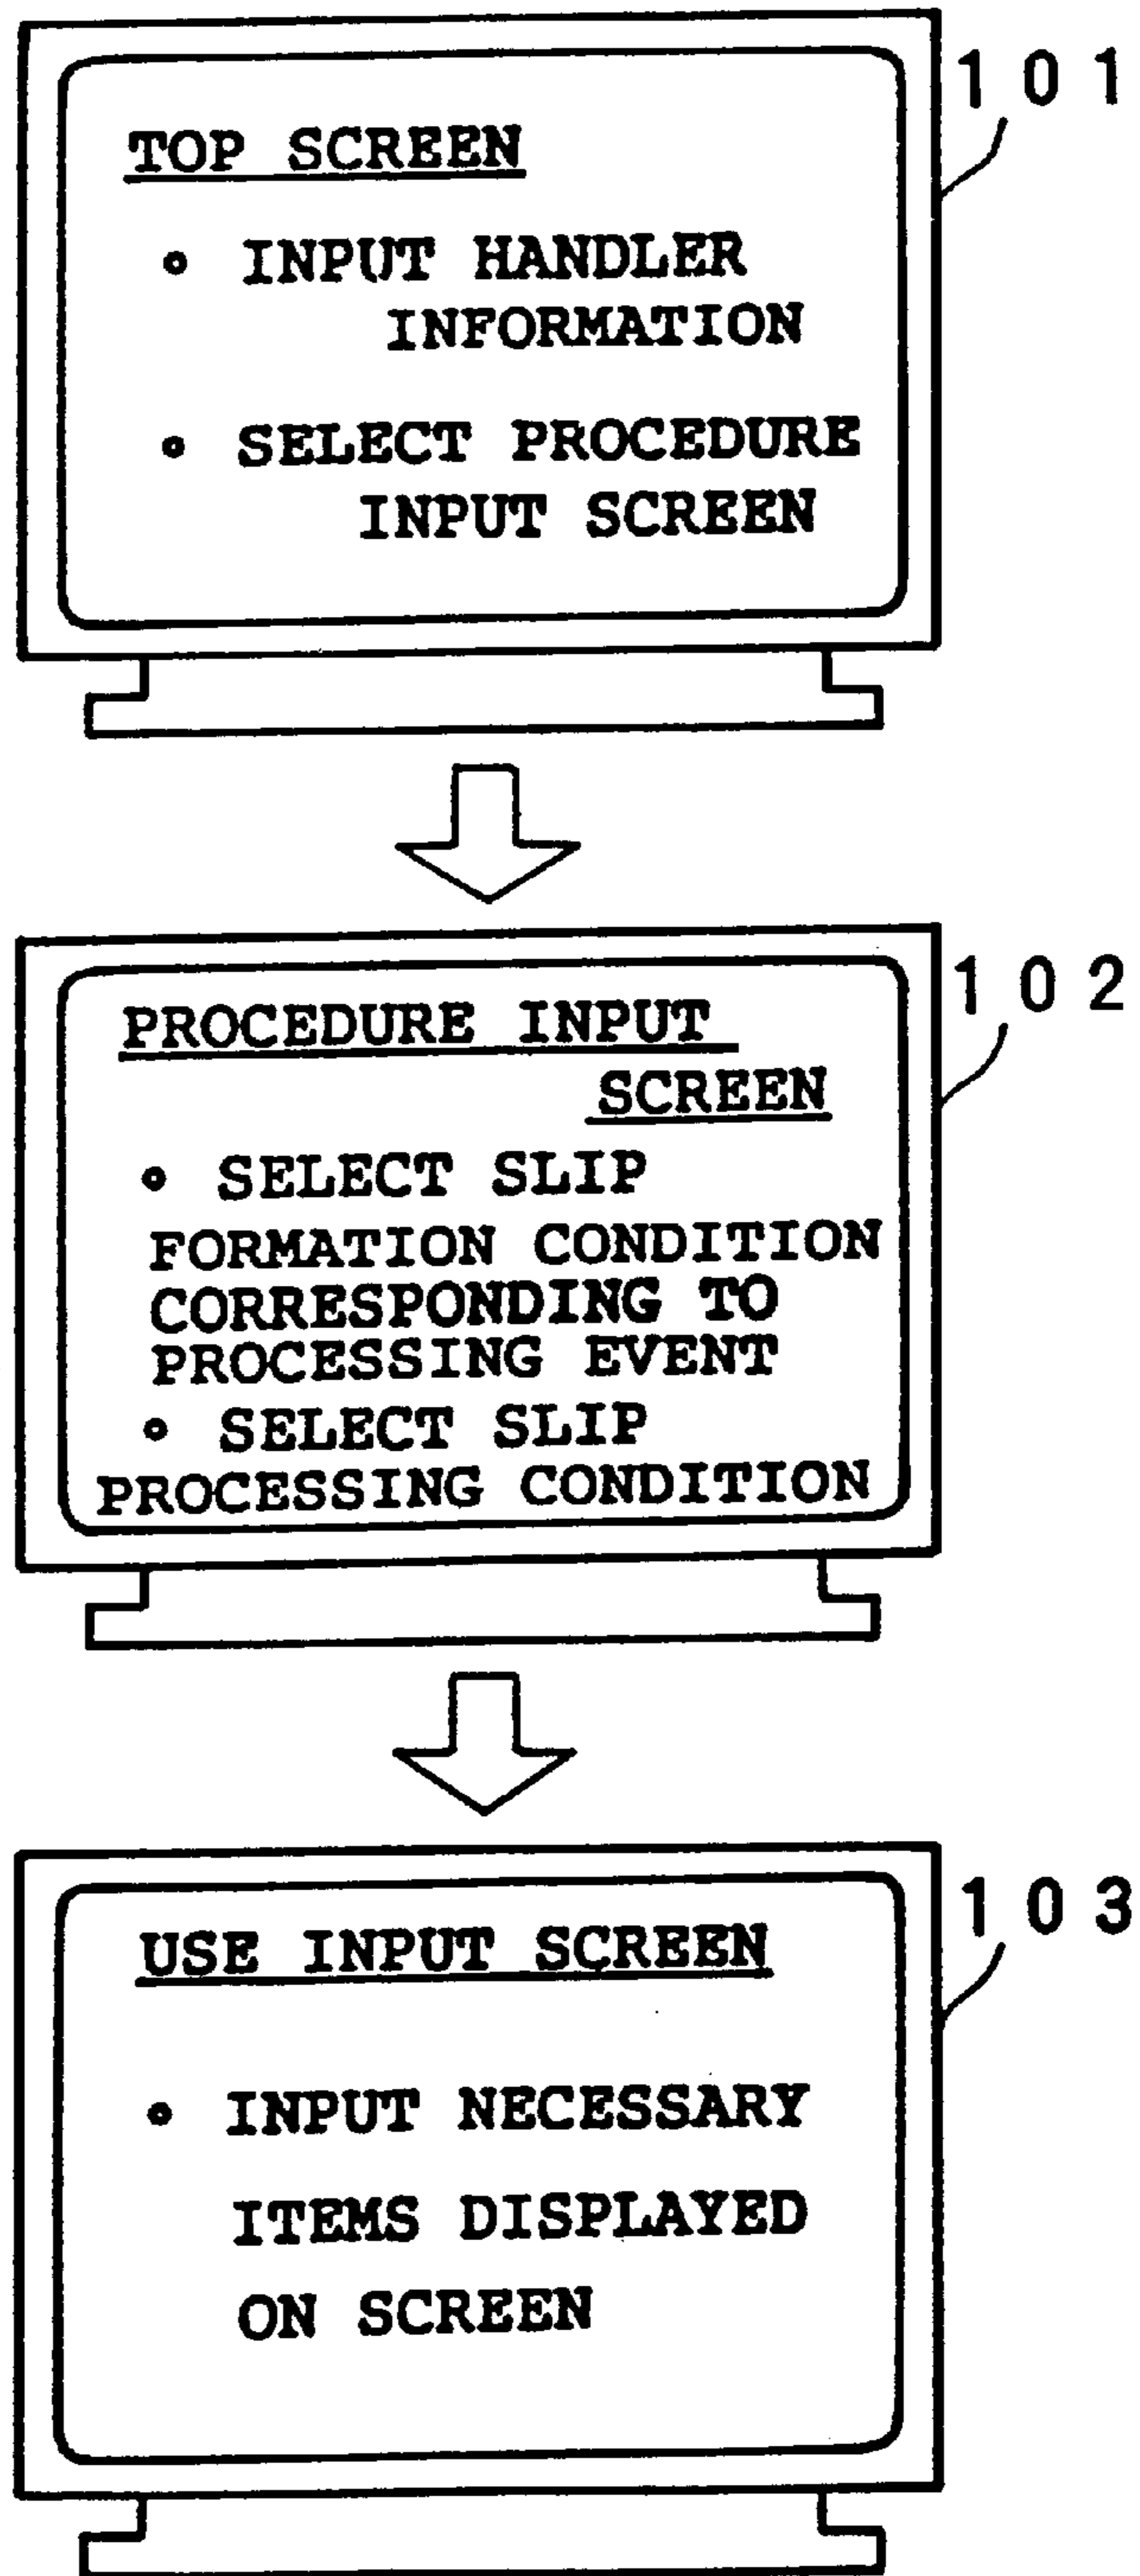 101
TOP SCREEN
• INPUT HANDLER
INFORMATION
• SELECT PROCEDURE
INPUT SCREEN
102
PROCEDURE INPUT
SCREEN
• SELECT SLIP
FORMATION CONDITION
CORRESPONDING TO
PROCESSING EVENT
• SELECT SLIP
PROCESSING CONDITION
103
USE INPUT SCREEN
• INPUT NECESSARY
ITEMS DISPLAYED
ON SCREEN